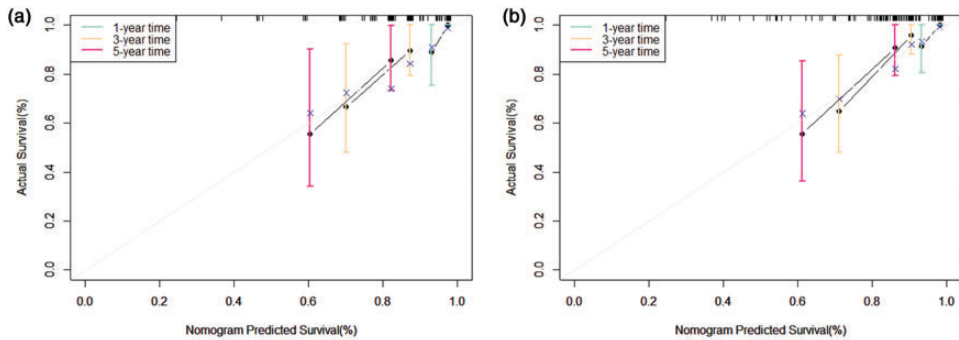 (a)
1-year time
3-year time
5-year time
Actual Survival(%)
1.0
0.8
0.6
0.4
0.2
0.0
0.0 0.2 0.4 0.6 0.8 1.0
Nomogram Predicted Survival(%)
(b)
1-year time
3-year time
5-year time
Actual Survival(%)
1.0
0.8
0.6
0.4
0.2
0.0
0.0 0.2 0.4 0.6 0.8 1.0
Nomogram Predicted Survival(%)